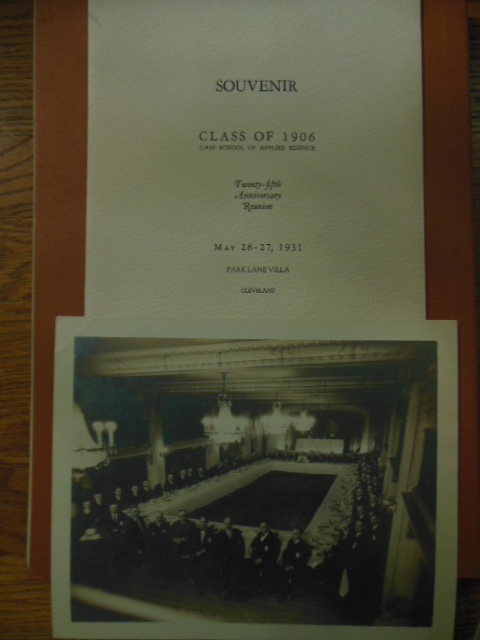 SOUVENIR
CLASS OF 1906
CASE SCHOOL OF APPLIED SCIENCE
Twenty-fifth
Anniversary
Reunion
MAY 26-27, 1931
PARK LANE VILLA
CLEVELAND